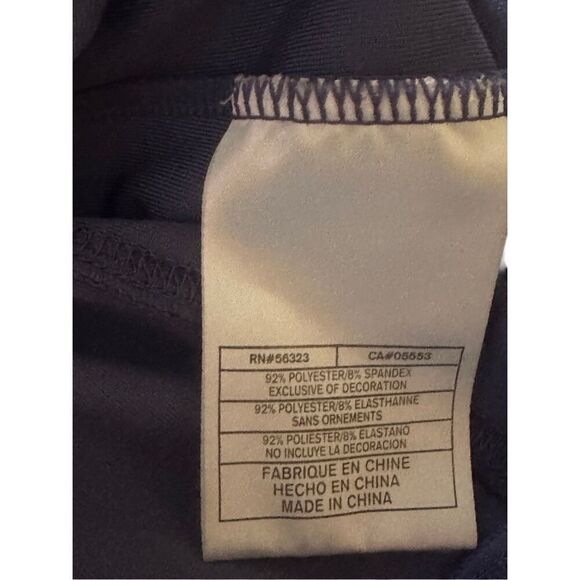 RN#56323 CA#05553
92% POLYESTER/8% SPANDEX
EXCLUSIVE OF DECORATION
92% POLYESTER/8% ELASTHANNE
SANS ORNEMENTS
92% POLIESTER/8% ELASTANO
NO INCLUYE LA DECORACION
FABRIQUE EN CHINE
HECHO EN CHINA
MADE IN CHINA